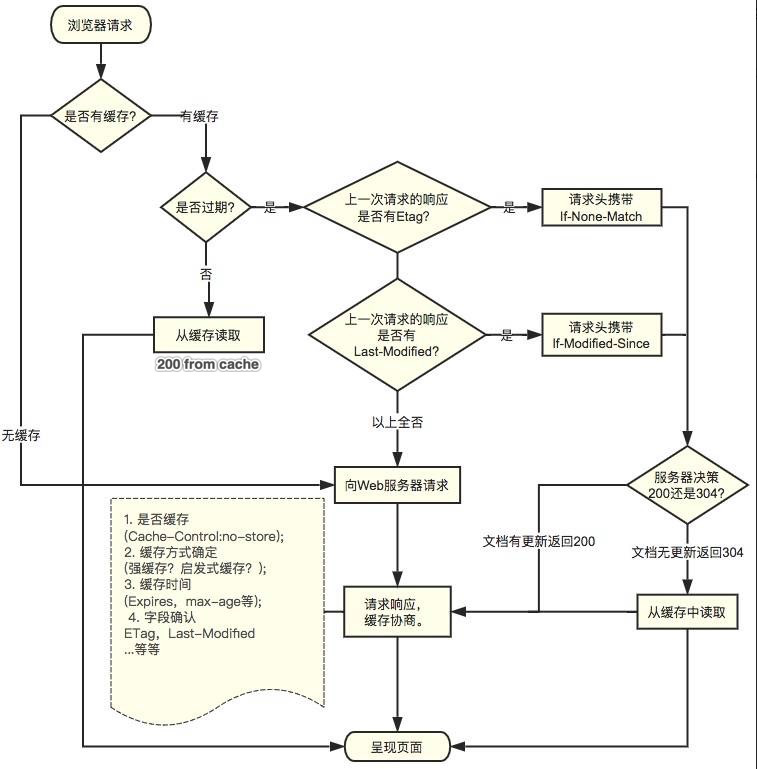 浏览器请求
是否有缓存?
有缓存
是否过期?
是
上一次请求的响应
是否有Etag?
是
请求头携带
If-None-Match
否
从缓存读取
200 from cache
上一次请求的响应
是否有
Last-Modified?
是
请求头携带
If-Modified-Since
无缓存
以上全否
向Web服务器请求
服务器决策
200还是304?
文档有更新返回200
文档无更新返回304
1. 是否缓存
(Cache-Control:no-store);
2. 缓存方式确定
(强缓存？启发式缓存？);
3. 缓存时间
(Expires，max-age等);
4. 字段确认
ETag，Last-Modified
...等等
请求响应，
缓存协商。
从缓存中读取
呈现页面